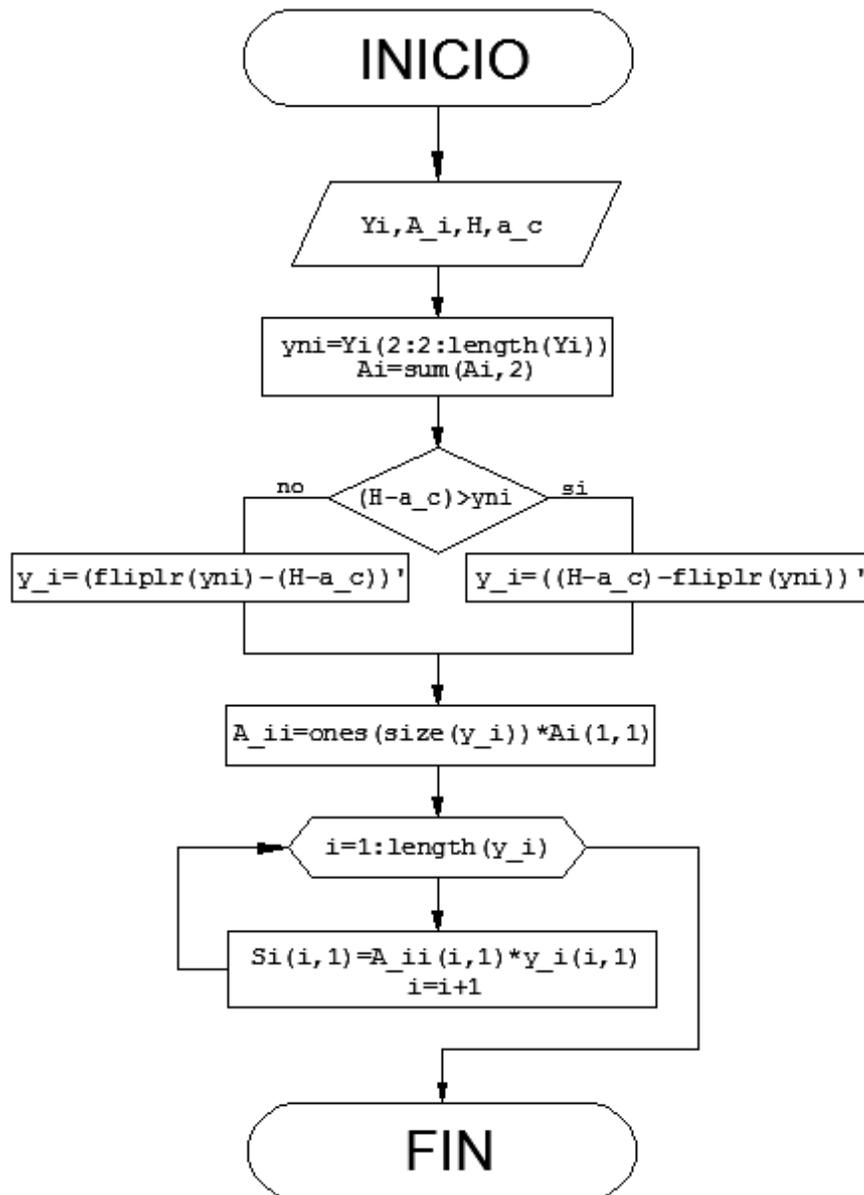 INICIO
Yi,A_i,H,a_c
yni=Yi(2:2:length(Yi))
Ai=sum(Ai,2)
no
(H-a_c)>yni
si
y_i=(fliplr(yni)-(H-a_c))'
y_i=((H-a_c)-fliplr(yni))'
A_ii=ones(size(y_i))*Ai(1,1)
i=1:length(y_i)
Si(i,1)=A_ii(i,1)*y_i(i,1)
i=i+1
FIN